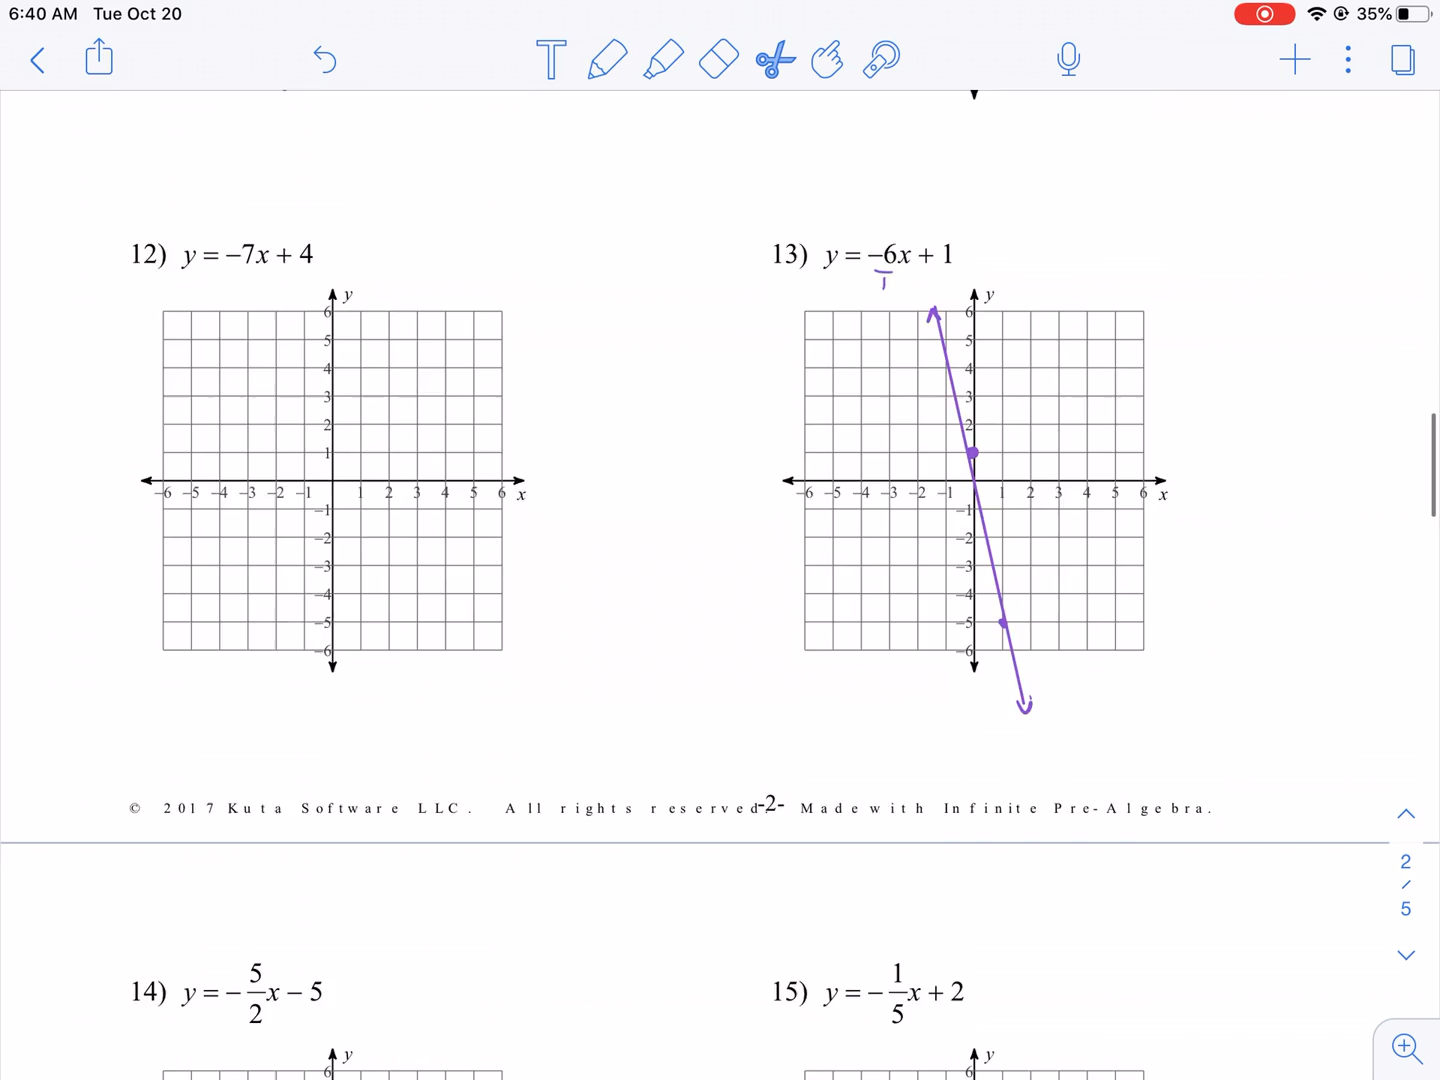 6:40 AM Tue Oct 20
35%
T
12) y = −7x + 4
13) y = −6x + 1
1
y
6
5
4
3
2
1
−6 −5 −4 −3 −2 −1 1 2 3 4 5 6 x
−1
−2
−3
−4
−5
−6
y
6
5
4
3
2
−6 −5 −4 −3 −2 −1 1 2 3 4 5 6 x
−1
−2
−3
−4
−5
−6
© 2017 Kuta Software LLC. All rights reserved -2- Made with Infinite Pre-Algebra.
2
/
5
14) y = −5/2x − 5
15) y = −1/5x + 2
y
6
y
6